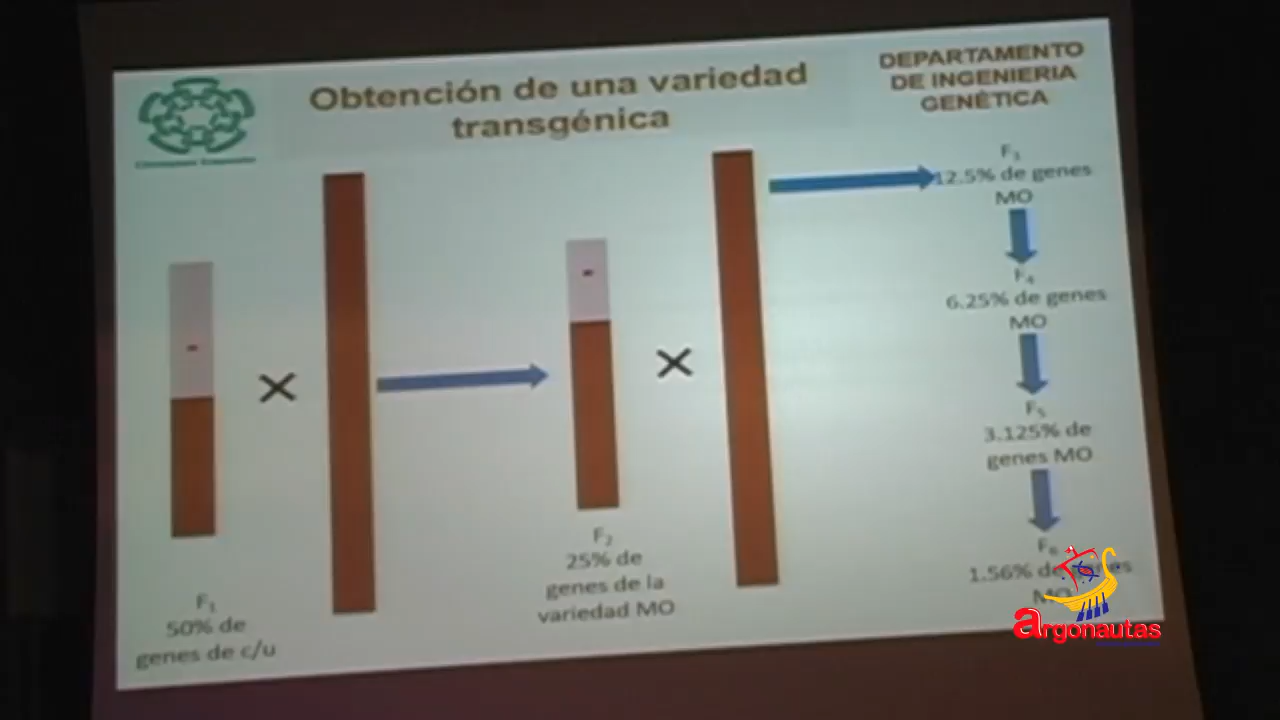 Obtención de una variedad
transgénica
DEPARTAMENTO
DE INGENIERIA
GENÉTICA
F₁
50% de
genes de c/u
×
F₂
25% de
genes de la
variedad MO
×
F₃
12.5% de genes
MO
F₄
6.25% de genes
MO
F₅
3.125% de
genes MO
F₆
1.56% de genes
MO
argonautas